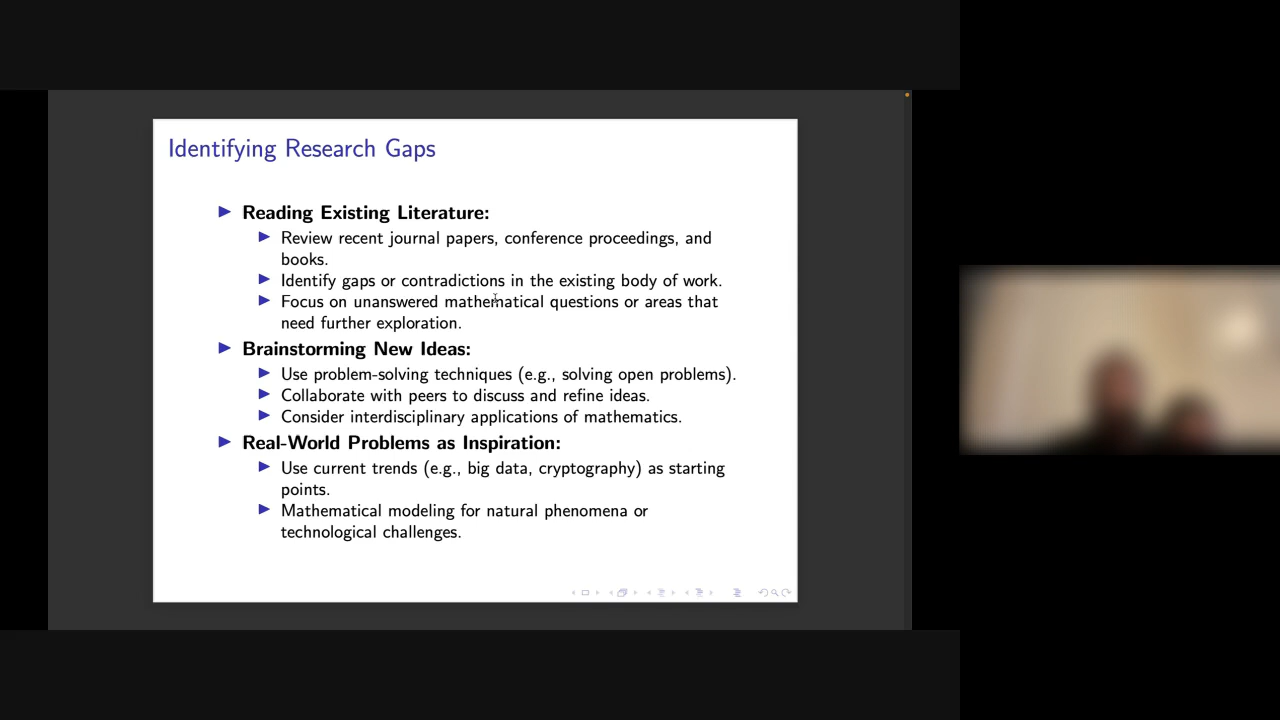 Identifying Research Gaps
Reading Existing Literature:
Review recent journal papers, conference proceedings, and
books.
Identify gaps or contradictions in the existing body of work.
Focus on unanswered mathematical questions or areas that
need further exploration.
Brainstorming New Ideas:
Use problem-solving techniques (e.g., solving open problems).
Collaborate with peers to discuss and refine ideas.
Consider interdisciplinary applications of mathematics.
Real-World Problems as Inspiration:
Use current trends (e.g., big data, cryptography) as starting
points.
Mathematical modeling for natural phenomena or
technological challenges.